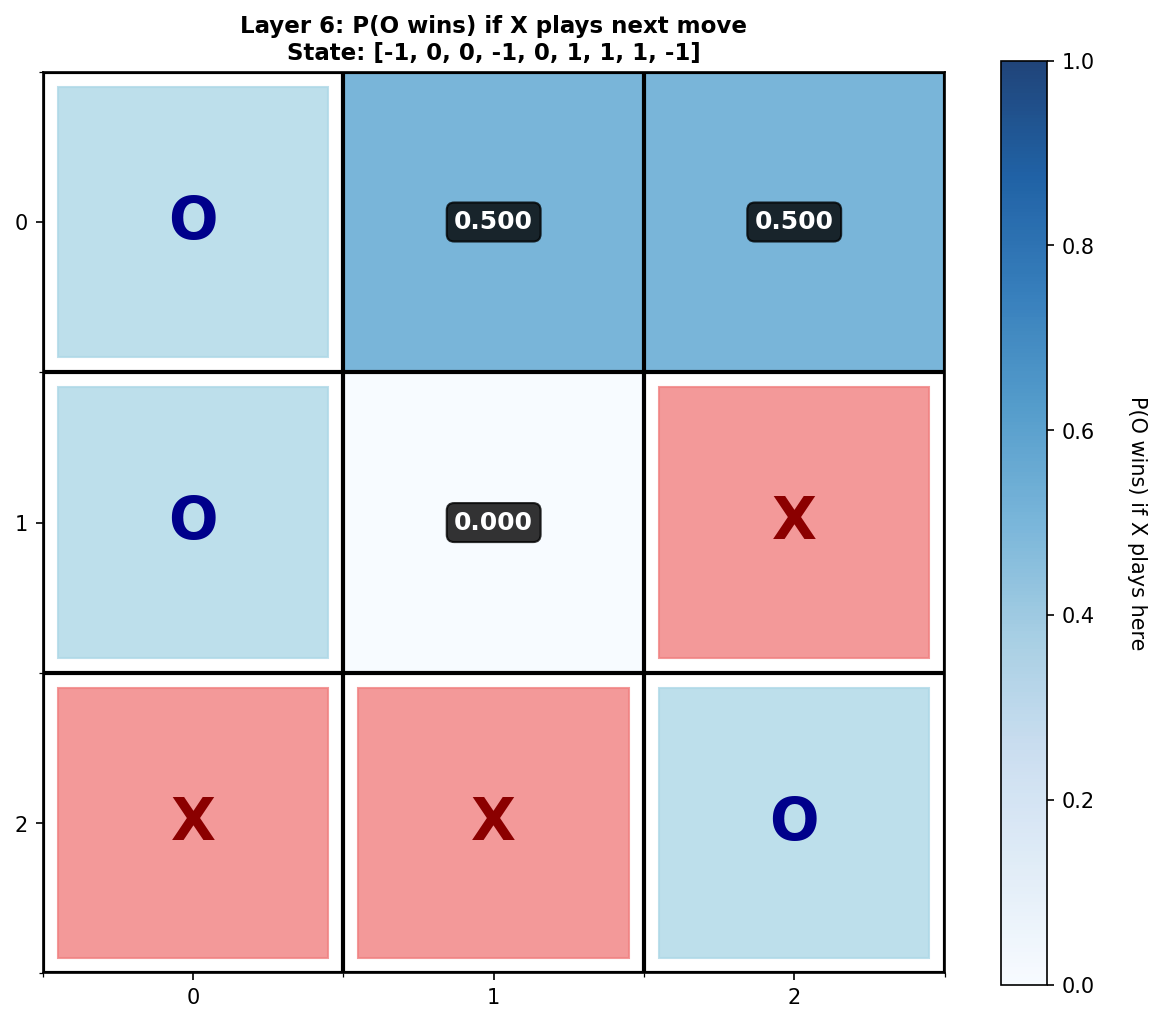 Layer 6: P(O wins) if X plays next move
State: [-1, 0, 0, -1, 0, 1, 1, 1, -1]
0
O
0.500
0.500
1
O
0.000
X
2
X
X
O
0
1
2
1.0
0.8
0.6
0.4
0.2
0.0
P(O wins) if X plays here